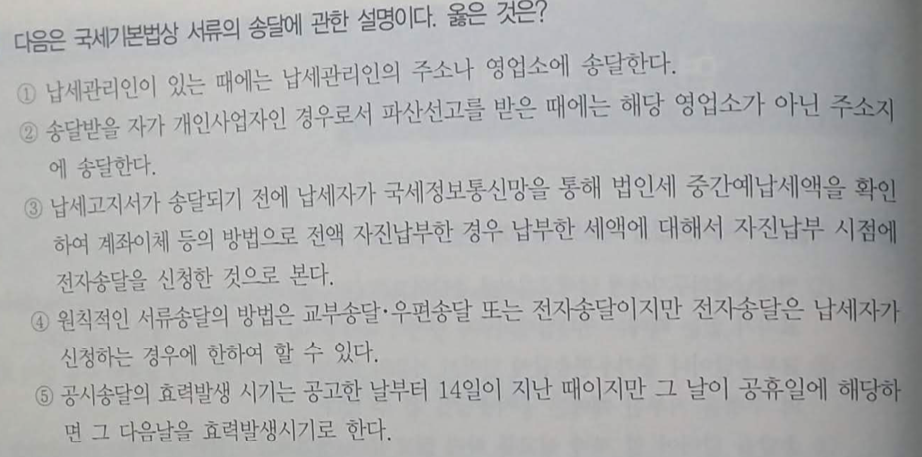 다음은 국세기본법상 서류의 송달에 관한 설명이다. 옳은 것은?
① 납세관리인이 있는 때에는 납세관리인의 주소나 영업소에 송달한다.
② 송달받을 자가 개인사업자인 경우로서 파산선고를 받은 때에는 해당 영업소가 아닌 주소지
에 송달한다.
③ 납세고지서가 송달되기 전에 납세자가 국세정보통신망을 통해 법인세 중간예납세액을 확인
하여 계좌이체 등의 방법으로 전액 자진납부한 경우 납부한 세액에 대해서 자진납부 시점에
전자송달을 신청한 것으로 본다.
④ 원칙적인 서류송달의 방법은 교부송달·우편송달 또는 전자송달이지만 전자송달은 납세자가
신청하는 경우에 한하여 할 수 있다.
⑤ 공시송달의 효력발생 시기는 공고한 날부터 14일이 지난 때이지만 그 날이 공휴일에 해당하
면 그 다음날을 효력발생시기로 한다.